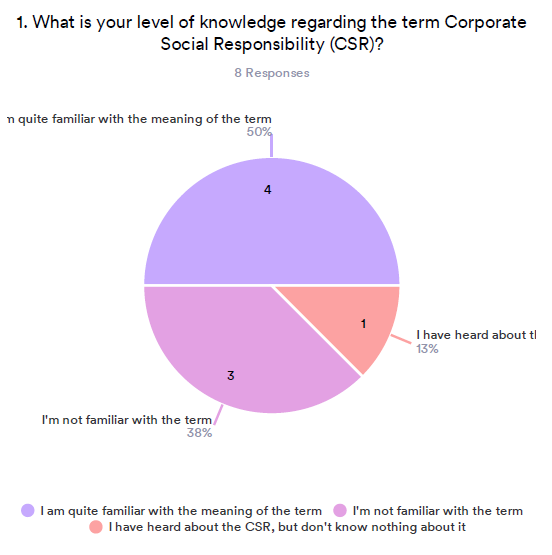 1. What is your level of knowledge regarding the term Corporate
Social Responsibility (CSR)?
8 Responses
m quite familiar with the meaning of the term
50%
4
1
I have heard about th
13%
3
I'm not familiar with the term
38%
I am quite familiar with the meaning of the term I'm not familiar with the term
I have heard about the CSR, but don't know nothing about it